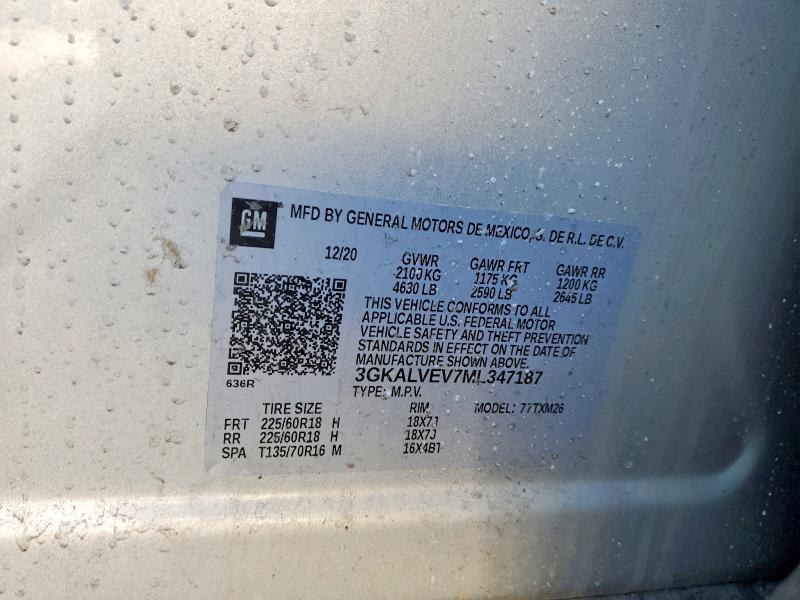 GM MFD BY GENERAL MOTORS DE MEXICO, S. DE R.L. DE C.V.
12/20 GVWR GAWR FRT GAWR RR
2100 KG 1175 KG 1200 KG
4630 LB 2590 LB 2645 LB
THIS VEHICLE CONFORMS TO ALL
APPLICABLE U.S. FEDERAL MOTOR
VEHICLE SAFETY AND THEFT PREVENTION
STANDARDS IN EFFECT ON THE DATE OF
MANUFACTURE SHOWN ABOVE.
636R 3GKALVEV7ML347187
TYPE: M.P.V. MODEL: 77TXM26
TIRE SIZE RIM
FRT 225/60R18 H 18X7J
RR 225/60R18 H 18X7J
SPA T135/70R16 M 16X4BT